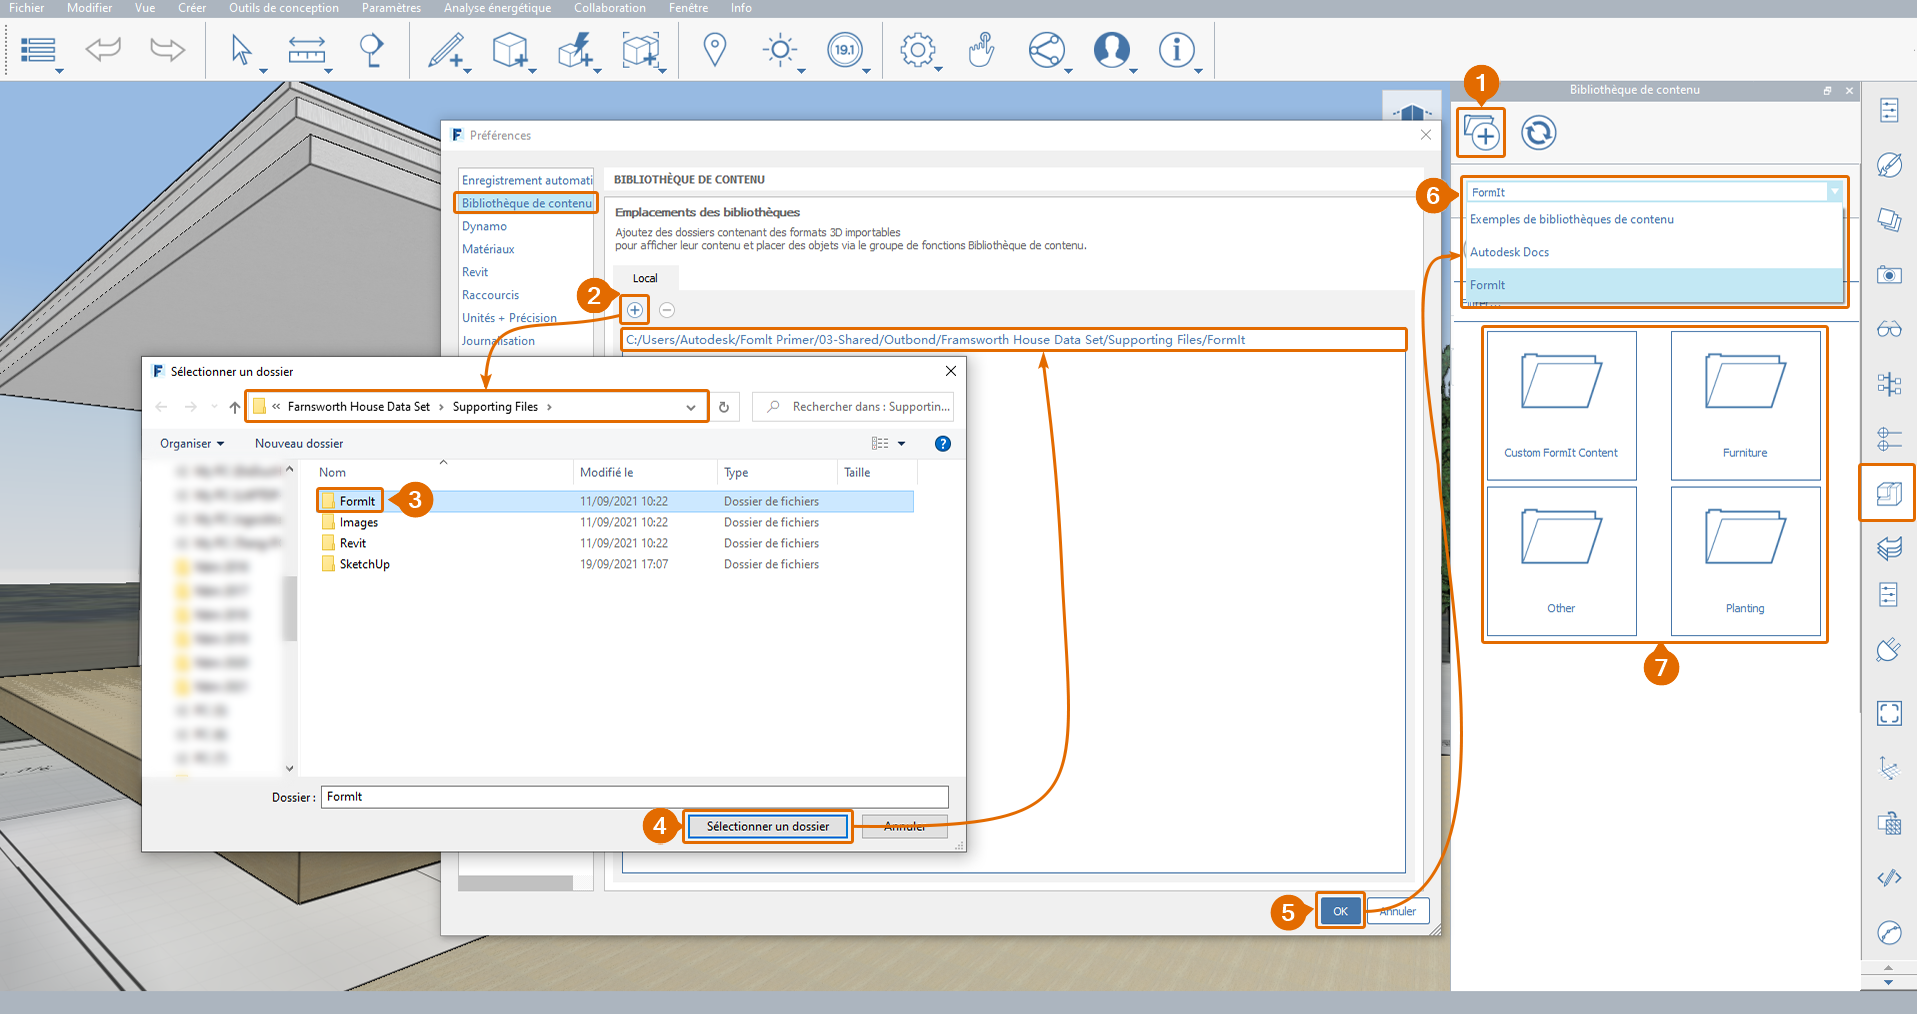 Fichier Modifier Vue Créer Outils de conception Paramètres Analyse énergétique Collaboration Fenêtre Info
19.1
1
Bibliothèque de contenu
Préférences
Enregistrement automati
Bibliothèque de contenu
Dynamo
Matériaux
Revit
Raccourcis
Unités + Précision
Journalisation
BIBLIOTHÈQUE DE CONTENU
Emplacements des bibliothèques
Ajoutez des dossiers contenant des formats 3D importables
pour afficher leur contenu et placer des objets via le groupe de fonctions Bibliothèque de contenu.
Local
2
C:/Users/Autodesk/FomIt Primer/03-Shared/Outbond/Framsworth House Data Set/Supporting Files/FormIt
Sélectionner un dossier
« Farnsworth House Data Set › Supporting Files ›
Rechercher dans : Supportin...
Organiser Nouveau dossier
Nom Modifié le Type Taille
FormIt 11/09/2021 10:22 Dossier de fichiers
3
Images 11/09/2021 10:22 Dossier de fichiers
Revit 11/09/2021 10:22 Dossier de fichiers
SketchUp 19/09/2021 17:07 Dossier de fichiers
Dossier : FormIt
4
Sélectionner un dossier Annuler
5
OK Annuler
6
FormIt
Exemples de bibliothèques de contenu
Autodesk Docs
FormIt
Custom FormIt Content
Furniture
Other
Planting
7